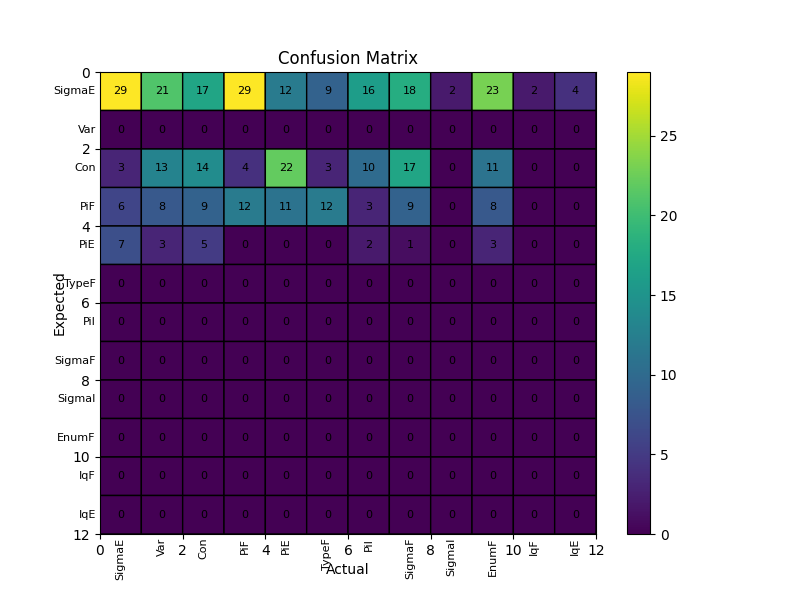 Confusion Matrix
0
SigmaE 29 21 17 29 12 9 16 18 2 23 2 4
Var 0 0 0 0 0 0 0 0 0 0 0 0
2
Con 3 13 14 4 22 3 10 17 0 11 0 0
PiF 6 8 9 12 11 12 3 9 0 8 0 0
4
PiE 7 3 5 0 0 0 2 1 0 3 0 0
Expected
TypeF 0 0 0 0 0 0 0 0 0 0 0 0
6
PiI 0 0 0 0 0 0 0 0 0 0 0 0
SigmaF 0 0 0 0 0 0 0 0 0 0 0 0
8
SigmaI 0 0 0 0 0 0 0 0 0 0 0 0
EnumF 0 0 0 0 0 0 0 0 0 0 0 0
10
IqF 0 0 0 0 0 0 0 0 0 0 0 0
IqE 0 0 0 0 0 0 0 0 0 0 0 0
12
0 2 4 6 8 10 12
SigmaE Var Con PiF PiE TypeF PiI SigmaF SigmaI EnumF IqF IqE
Actual
25
20
15
10
5
0